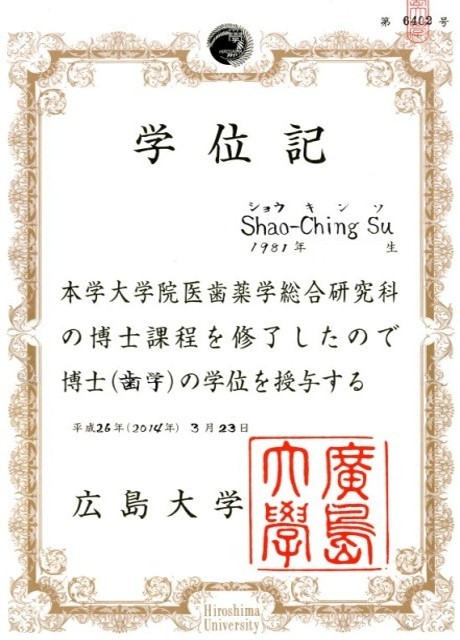 第 6402 号
学位記
ショウ キ ン ソ
Shao-Ching Su
1981年 生
本学大学院医歯薬学総合研究科
の博士課程を修了したので
博士(歯学)の学位を授与する
平成26年(2014年) 3月23日
広島大学
廣島
大學
Hiroshima
University